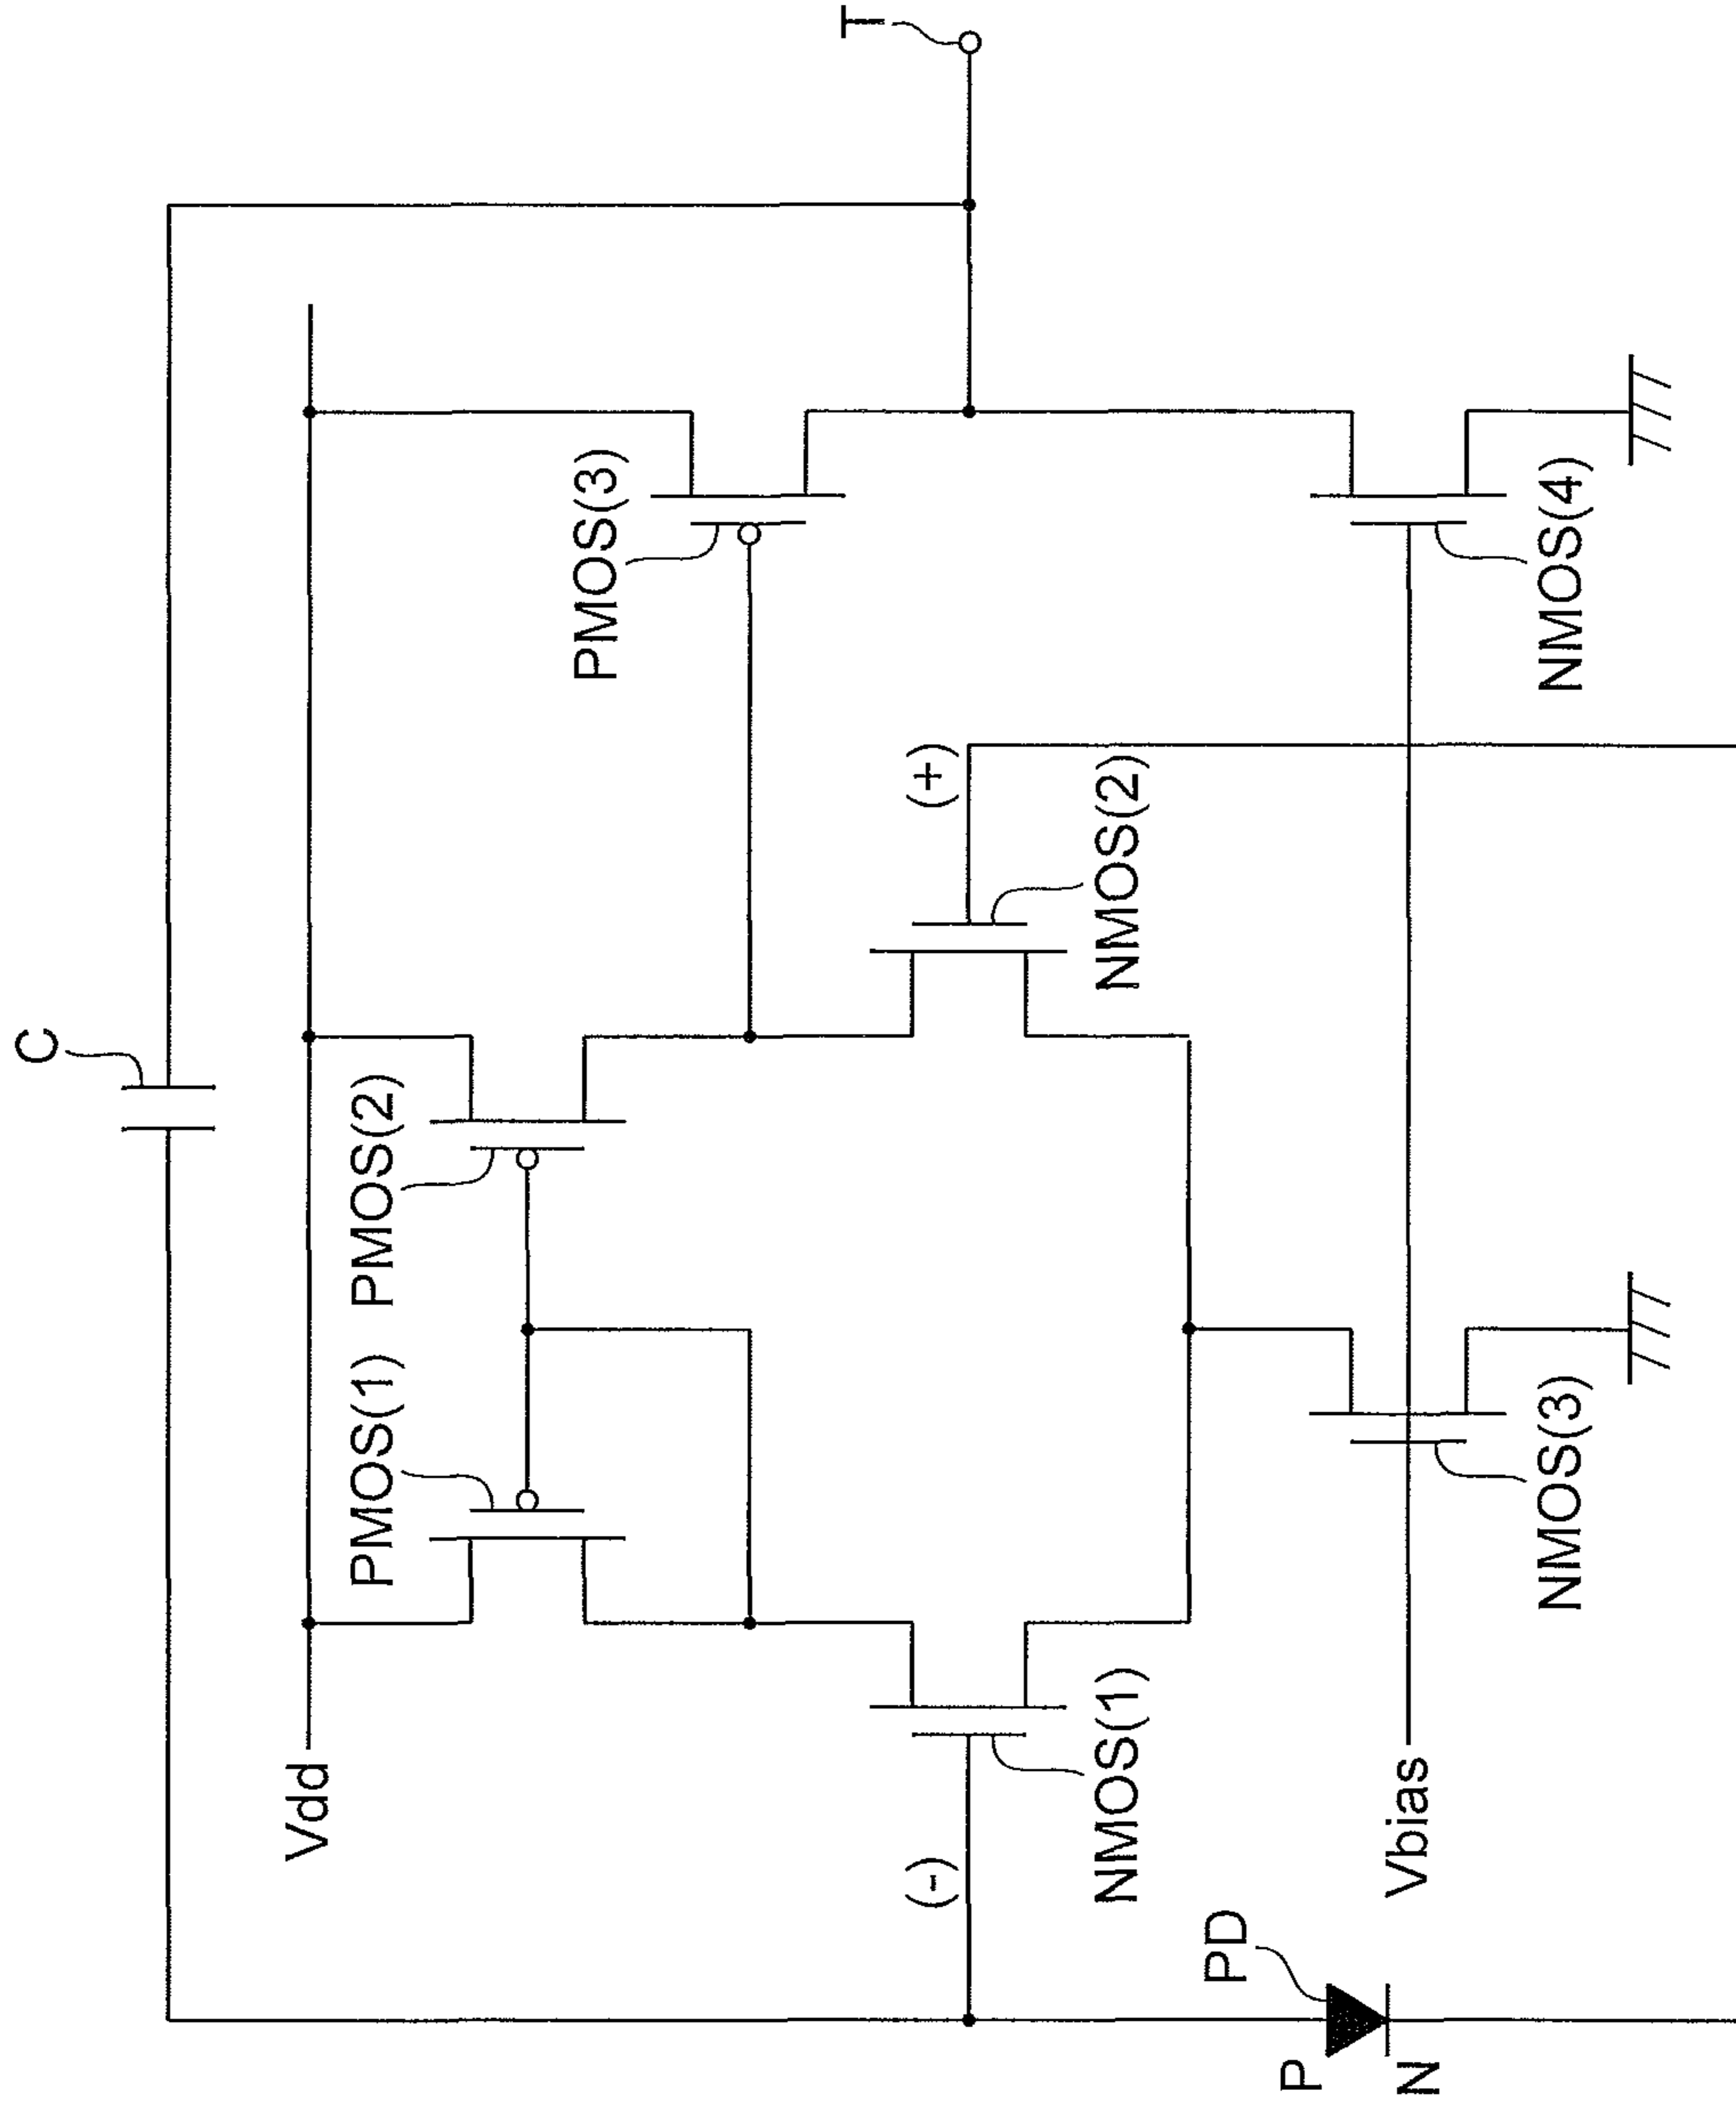 C
T
Vdd
PMOS(1)
PMOS(2)
PMOS(3)
(-)
(+)
NMOS(1)
NMOS(2)
PD
P
N
Vbias
NMOS(3)
NMOS(4)